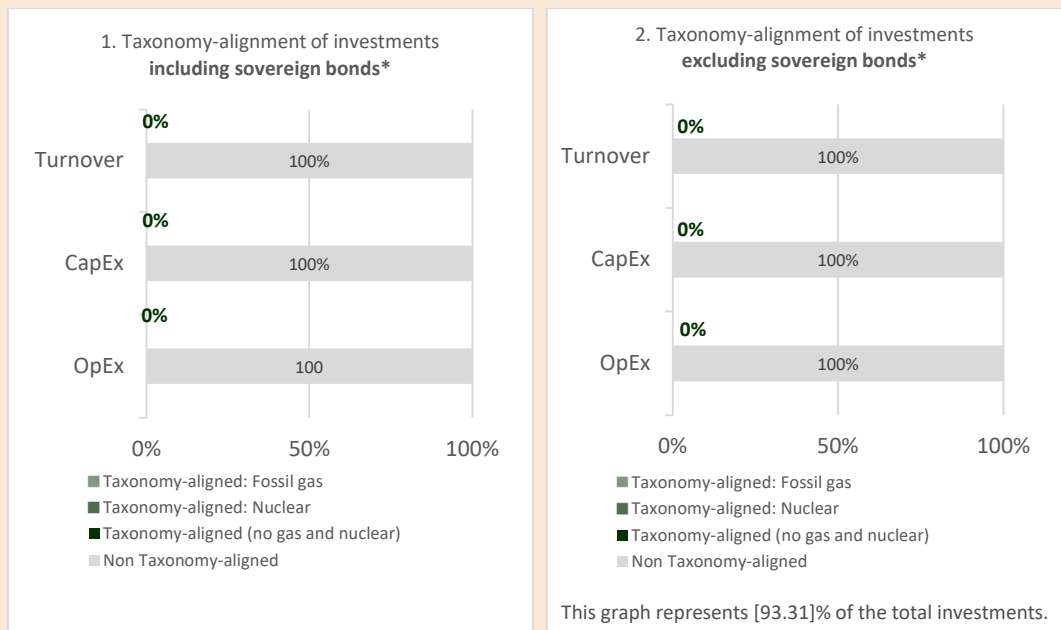 1. Taxonomy-alignment of investments
including sovereign bonds*
0%
Turnover
100%
0%
CapEx
100%
0%
OpEx
100
0%
50%
100%
Taxonomy-aligned: Fossil gas
Taxonomy-aligned: Nuclear
Taxonomy-aligned (no gas and nuclear)
Non Taxonomy-aligned
2. Taxonomy-alignment of investments
excluding sovereign bonds*
0%
Turnover
100%
0%
CapEx
100%
0%
OpEx
100%
0%
50%
100%
Taxonomy-aligned: Fossil gas
Taxonomy-aligned: Nuclear
Taxonomy-aligned (no gas and nuclear)
Non Taxonomy-aligned
This graph represents [93.31]% of the total investments.